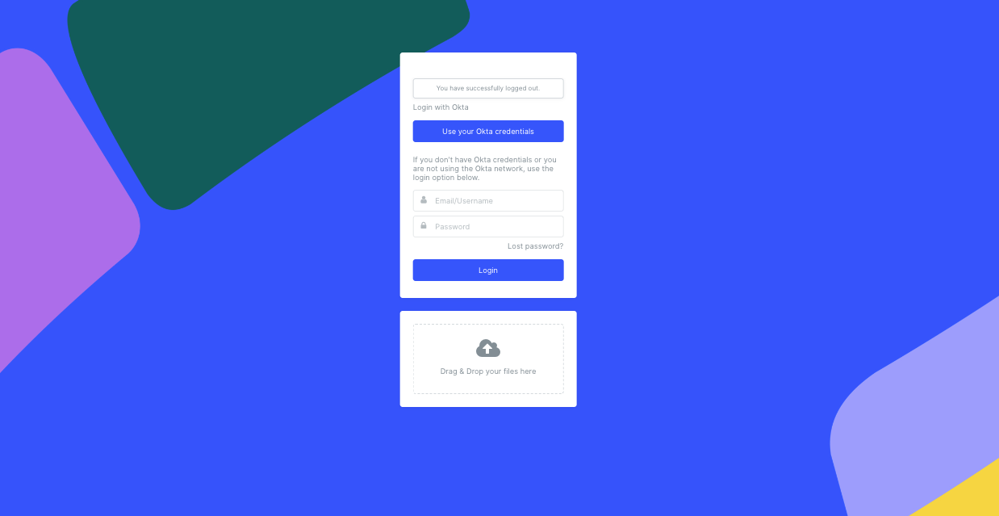 You have successfully logged out.
Login with Okta
Use your Okta credentials
If you don't have Okta credentials or you
are not using the Okta network, use the
login option below.
Email/Username
Password
Lost password?
Login
Drag & Drop your files here